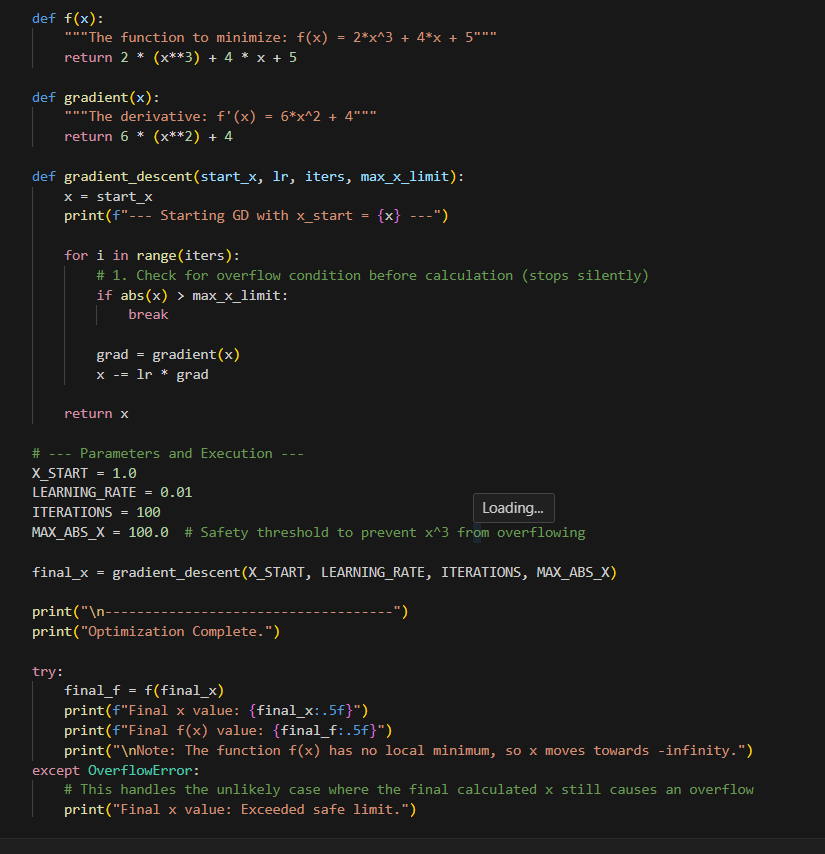 def f(x):
    """The function to minimize: f(x) = 2*x^3 + 4*x + 5"""
    return 2 * (x**3) + 4 * x + 5

def gradient(x):
    """The derivative: f'(x) = 6*x^2 + 4"""
    return 6 * (x**2) + 4

def gradient_descent(start_x, lr, iters, max_x_limit):
    x = start_x
    print(f"--- Starting GD with x_start = {x} ---")

    for i in range(iters):
        # 1. Check for overflow condition before calculation (stops silently)
        if abs(x) > max_x_limit:
            break

        grad = gradient(x)
        x -= lr * grad

    return x

# --- Parameters and Execution ---
X_START = 1.0
LEARNING_RATE = 0.01
ITERATIONS = 100
Loading...
MAX_ABS_X = 100.0  # Safety threshold to prevent x^3 from overflowing

final_x = gradient_descent(X_START, LEARNING_RATE, ITERATIONS, MAX_ABS_X)

print("\n------------------------------------")
print("Optimization Complete.")

try:
    final_f = f(final_x)
    print(f"Final x value: {final_x:.5f}")
    print(f"Final f(x) value: {final_f:.5f}")
    print("\nNote: The function f(x) has no local minimum, so x moves towards -infinity.")
except OverflowError:
    # This handles the unlikely case where the final calculated x still causes an overflow
    print("Final x value: Exceeded safe limit.")